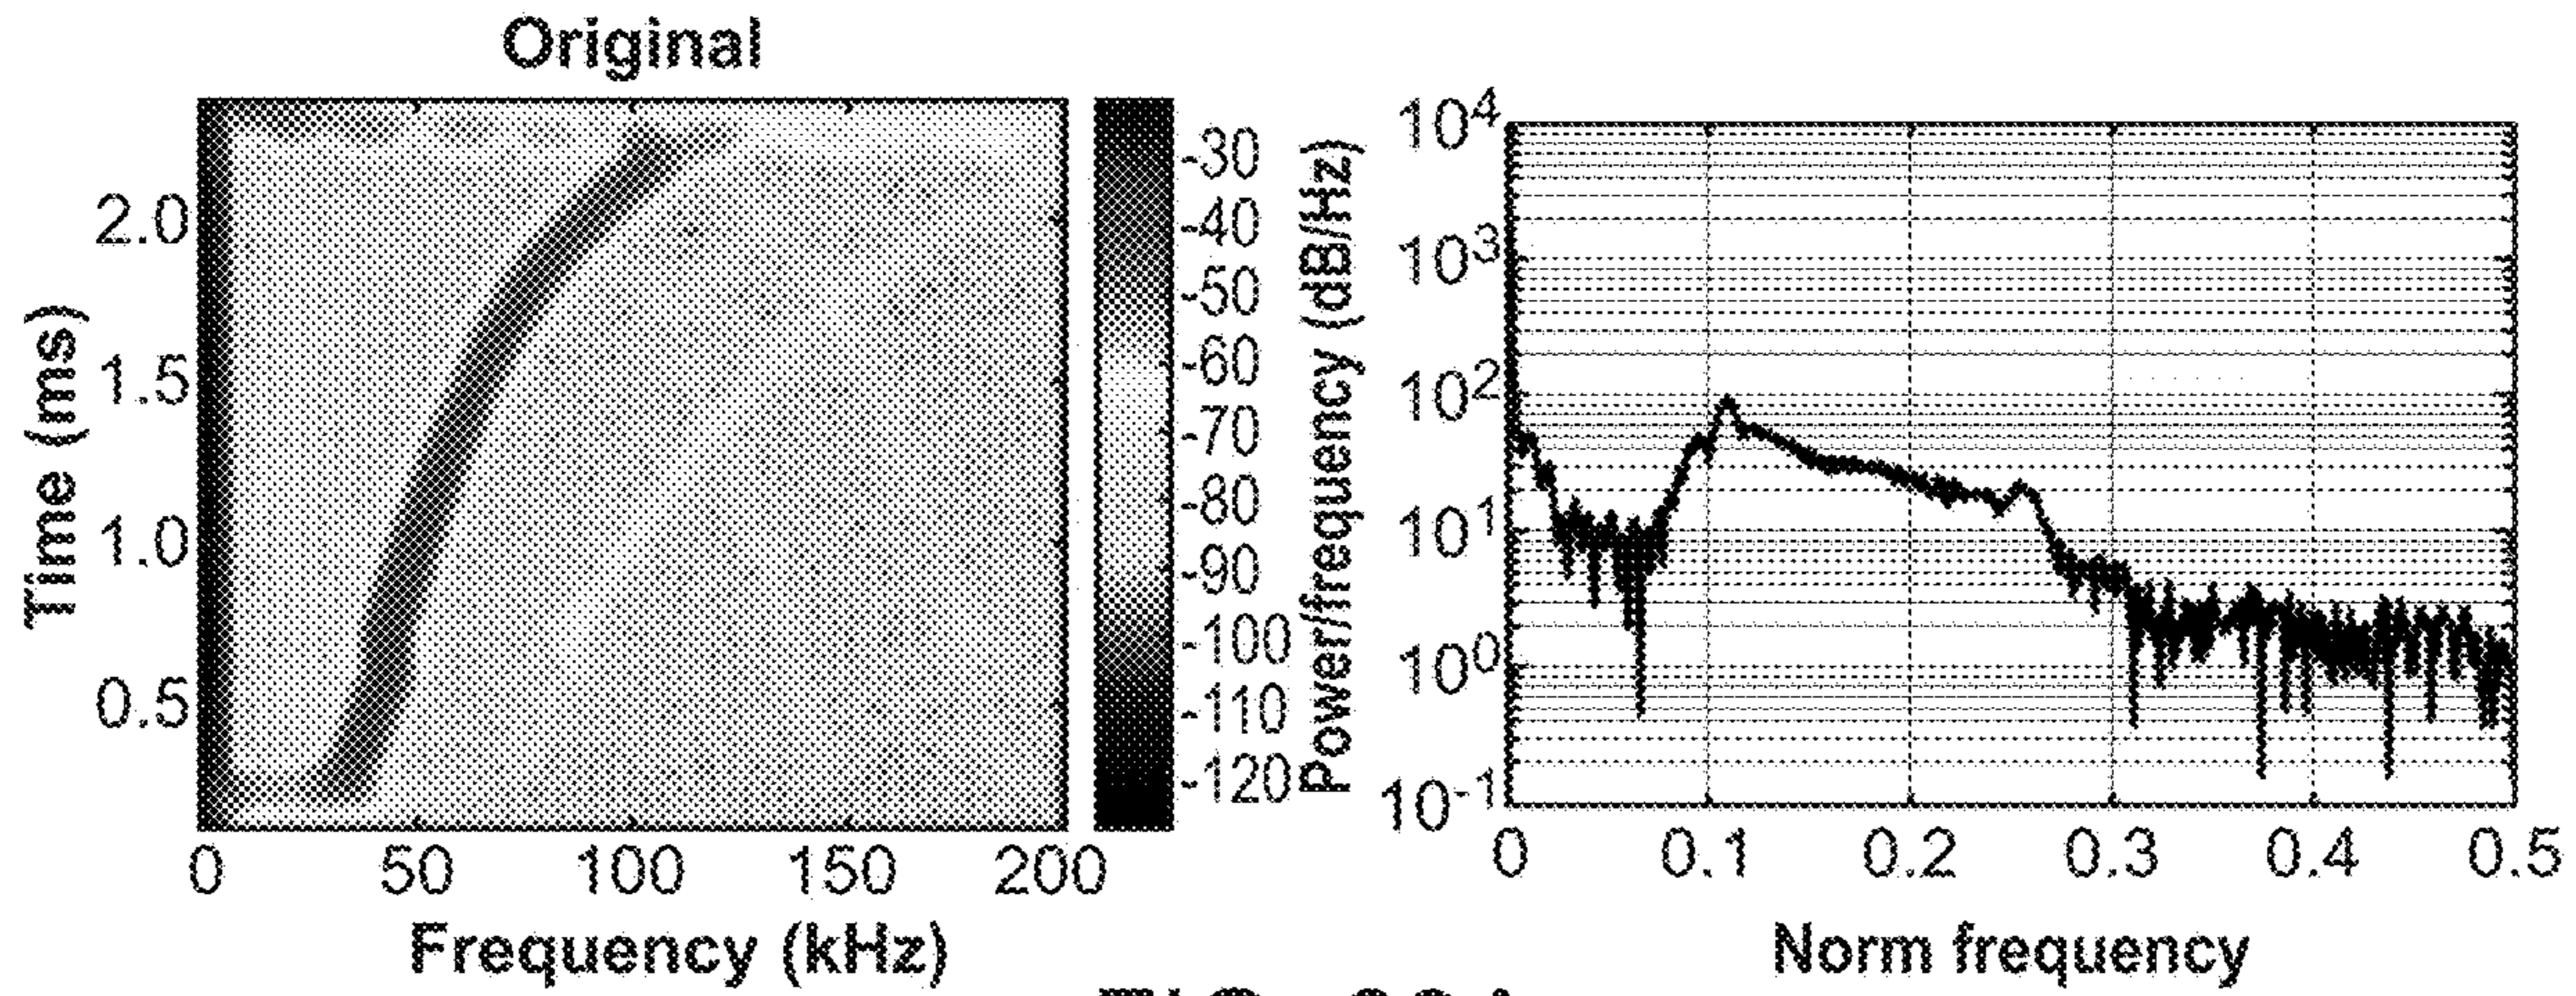 Original
Time (ms)
2.0
1.5
1.0
0.5
0 50 100 150 200
Frequency (kHz)
-30
-40
-50
-60
-70
-80
-90
-100
-110
-120
Power/frequency (dB/Hz)
10^4
10^3
10^2
10^1
10^0
10^-1
0 0.1 0.2 0.3 0.4 0.5
Norm frequency